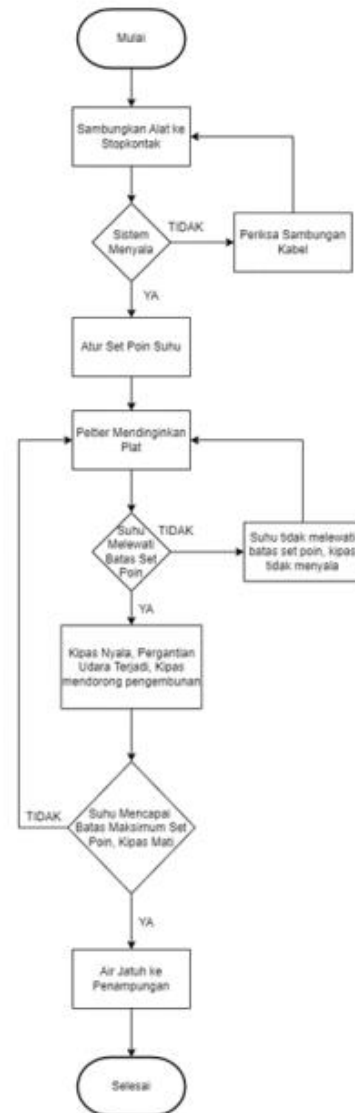 Mulai
Sambungkan Alat ke
Stopkontak
Sistem
Menyala
TIDAK
Periksa Sambungan
Kabel
YA
Atur Set Poin Suhu
Peltier Mendinginkan
Plat
Suhu
Melewati
Batas Set
Poin
TIDAK
Suhu tidak melewati
batas set poin, kipas
tidak menyala
YA
Kipas Nyala, Pergantian
Udara Terjadi, Kipas
mendorong pengembunan
TIDAK
Suhu Mencapai
Batas Maksimum Set
Poin, Kipas Mati
YA
Air Jatuh ke
Penampungan
Selesai